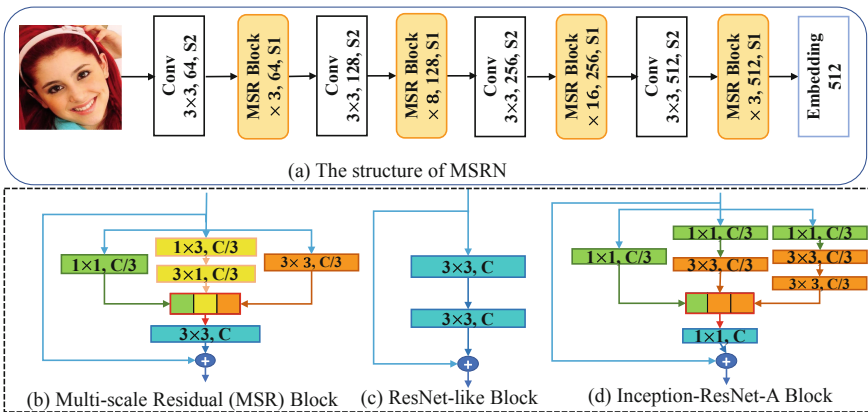 Conv
3×3, 64, S2
MSR Block
× 3, 64, S1
Conv
3×3, 128, S2
MSR Block
× 8, 128, S1
Conv
3×3, 256, S2
MSR Block
× 16, 256, S1
Conv
3×3, 512, S2
MSR Block
× 3, 512, S1
Embedding
512
(a) The structure of MSRN
1×1, C/3
1×3, C/3
3×1, C/3
3× 3, C/3
3×3, C
+
(b) Multi-scale Residual (MSR) Block
3×3, C
3×3, C
+
(c) ResNet-like Block
1×1, C/3
1×1, C/3
3×3, C/3
1×1, C/3
3×3, C/3
3× 3, C/3
1×1, C
+
(d) Inception-ResNet-A Block